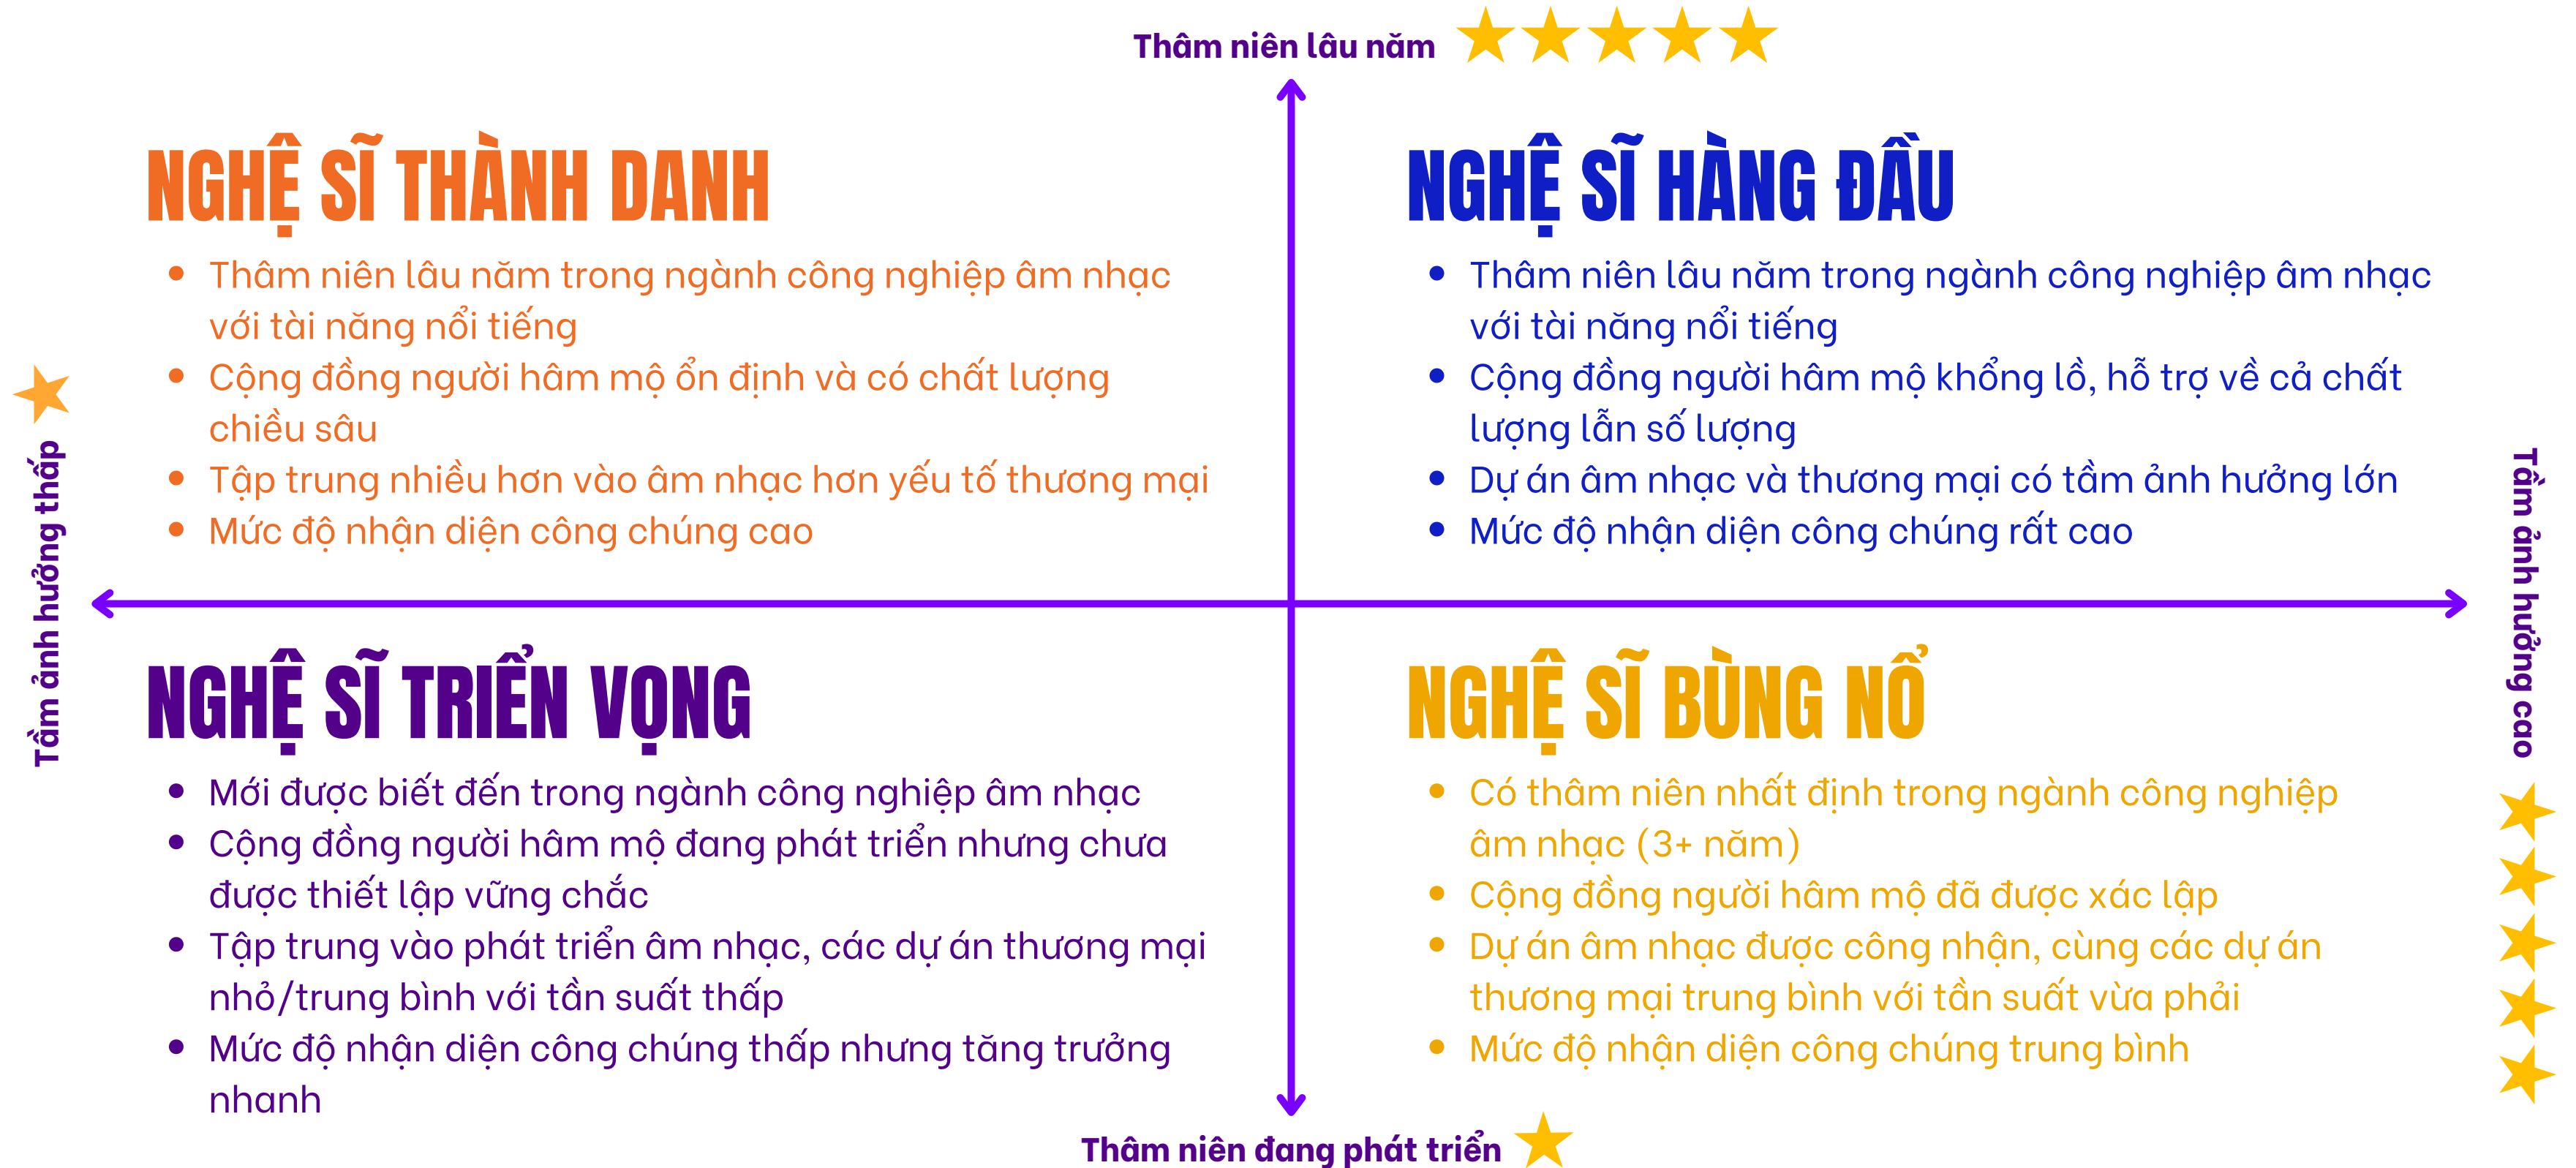 Thâm niên lâu năm
NGHỆ SĨ THÀNH DANH
• Thâm niên lâu năm trong ngành công nghiệp âm nhạc
với tài năng nổi tiếng
• Cộng đồng người hâm mộ ổn định và có chất lượng
chiều sâu
• Tập trung nhiều hơn vào âm nhạc hơn yếu tố thương mại
• Mức độ nhận diện công chúng cao
NGHỆ SĨ HÀNG ĐẦU
• Thâm niên lâu năm trong ngành công nghiệp âm nhạc
với tài năng nổi tiếng
• Cộng đồng người hâm mộ khổng lồ, hỗ trợ về cả chất
lượng lẫn số lượng
• Dự án âm nhạc và thương mại có tầm ảnh hưởng lớn
• Mức độ nhận diện công chúng rất cao
Tầm ảnh hưởng thấp
Tầm ảnh hưởng cao
NGHỆ SĨ TRIỂN VỌNG
• Mới được biết đến trong ngành công nghiệp âm nhạc
• Cộng đồng người hâm mộ đang phát triển nhưng chưa
được thiết lập vững chắc
• Tập trung vào phát triển âm nhạc, các dự án thương mại
nhỏ/trung bình với tần suất thấp
• Mức độ nhận diện công chúng thấp nhưng tăng trưởng
nhanh
NGHỆ SĨ BÙNG NỔ
• Có thâm niên nhất định trong ngành công nghiệp
âm nhạc (3+ năm)
• Cộng đồng người hâm mộ đã được xác lập
• Dự án âm nhạc được công nhận, cùng các dự án
thương mại trung bình với tần suất vừa phải
• Mức độ nhận diện công chúng trung bình
Thâm niên đang phát triển